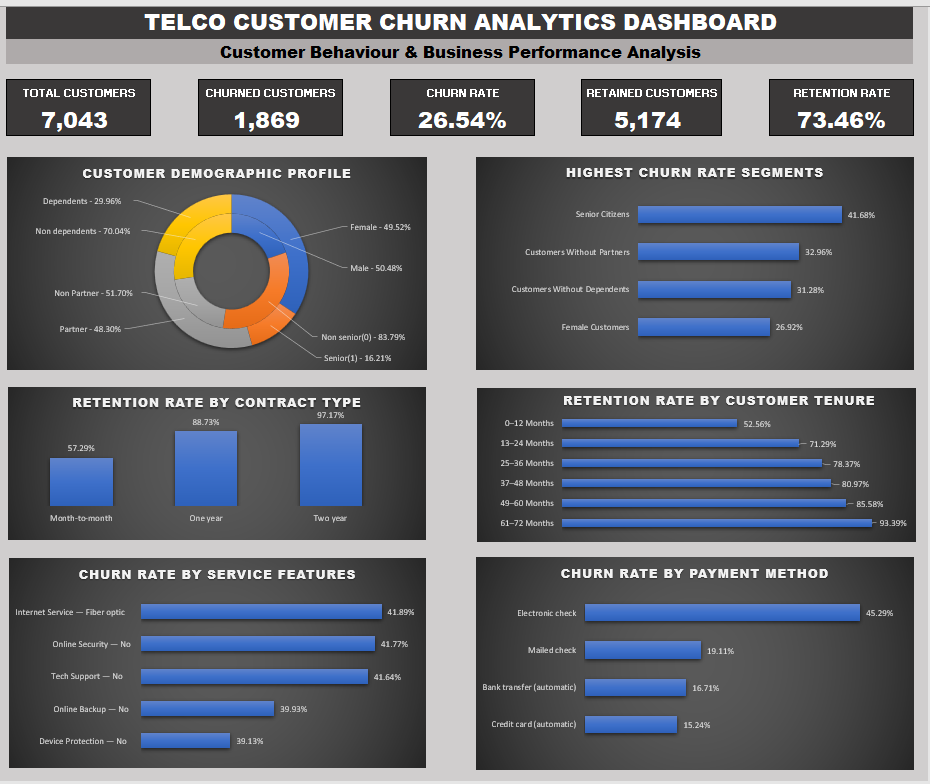 TELCO CUSTOMER CHURN ANALYTICS DASHBOARD
Customer Behaviour & Business Performance Analysis
TOTAL CUSTOMERS
7,043
CHURNED CUSTOMERS
1,869
CHURN RATE
26.54%
RETAINED CUSTOMERS
5,174
RETENTION RATE
73.46%
CUSTOMER DEMOGRAPHIC PROFILE
Dependents - 29.96%
Non dependents - 70.04%
Non Partner - 51.70%
Partner - 48.30%
Female - 49.52%
Male - 50.48%
Non senior(0) - 83.79%
Senior(1) - 16.21%
HIGHEST CHURN RATE SEGMENTS
Senior Citizens 41.68%
Customers Without Partners 32.96%
Customers Without Dependents 31.28%
Female Customers 26.92%
RETENTION RATE BY CONTRACT TYPE
57.29% 88.73% 97.17%
Month-to-month One year Two year
RETENTION RATE BY CUSTOMER TENURE
0–12 Months 52.56%
13–24 Months 71.29%
25–36 Months 78.37%
37–48 Months 80.97%
49–60 Months 85.58%
61–72 Months 93.39%
CHURN RATE BY SERVICE FEATURES
Internet Service — Fiber optic 41.89%
Online Security — No 41.77%
Tech Support — No 41.64%
Online Backup — No 39.93%
Device Protection — No 39.13%
CHURN RATE BY PAYMENT METHOD
Electronic check 45.29%
Mailed check 19.11%
Bank transfer (automatic) 16.71%
Credit card (automatic) 15.24%